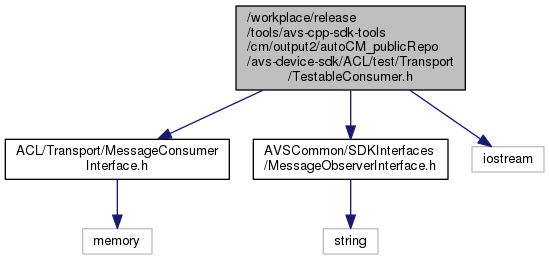 /workplace/release
/tools/avs-cpp-sdk-tools
/cm/output2/autoCM_publicRepo
/avs-device-sdk/ACL/test/Transport
/TestableConsumer.h
ACL/Transport/MessageConsumer
Interface.h
AVSCommon/SDKInterfaces
/MessageObserverInterface.h
iostream
memory
string